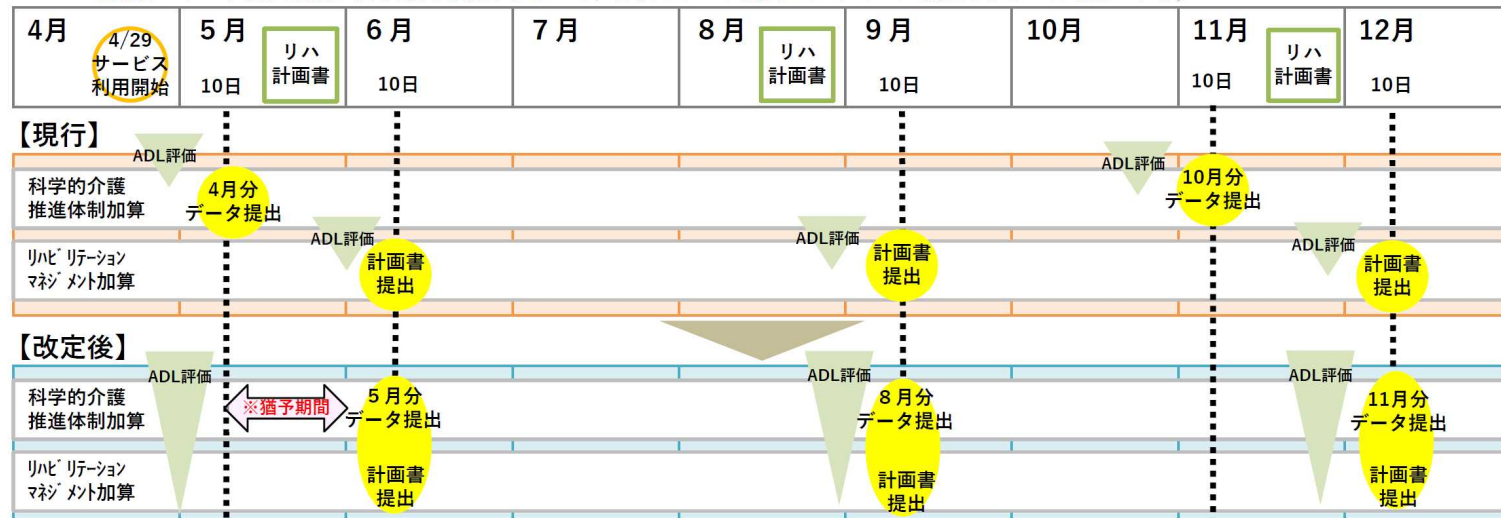 4月
4/29
サービス
利用開始
5月
10日
リハ
計画書
6月
10日
7月
8月
リハ
計画書
9月
10日
10月
11月
10日
リハ
計画書
12月
10日
【現行】
ADL評価
ADL評価
科学的介護
推進体制加算
4月分
データ提出
10月分
データ提出
ADL評価
ADL評価
ADL評価
リハビリテーション
マネジメント加算
計画書
提出
計画書
提出
計画書
提出
【改定後】
ADL評価
ADL評価
ADL評価
科学的介護
推進体制加算
※猶予期間
5月分
データ提出
8月分
データ提出
11月分
データ提出
リハビリテーション
マネジメント加算
計画書
提出
計画書
提出
計画書
提出